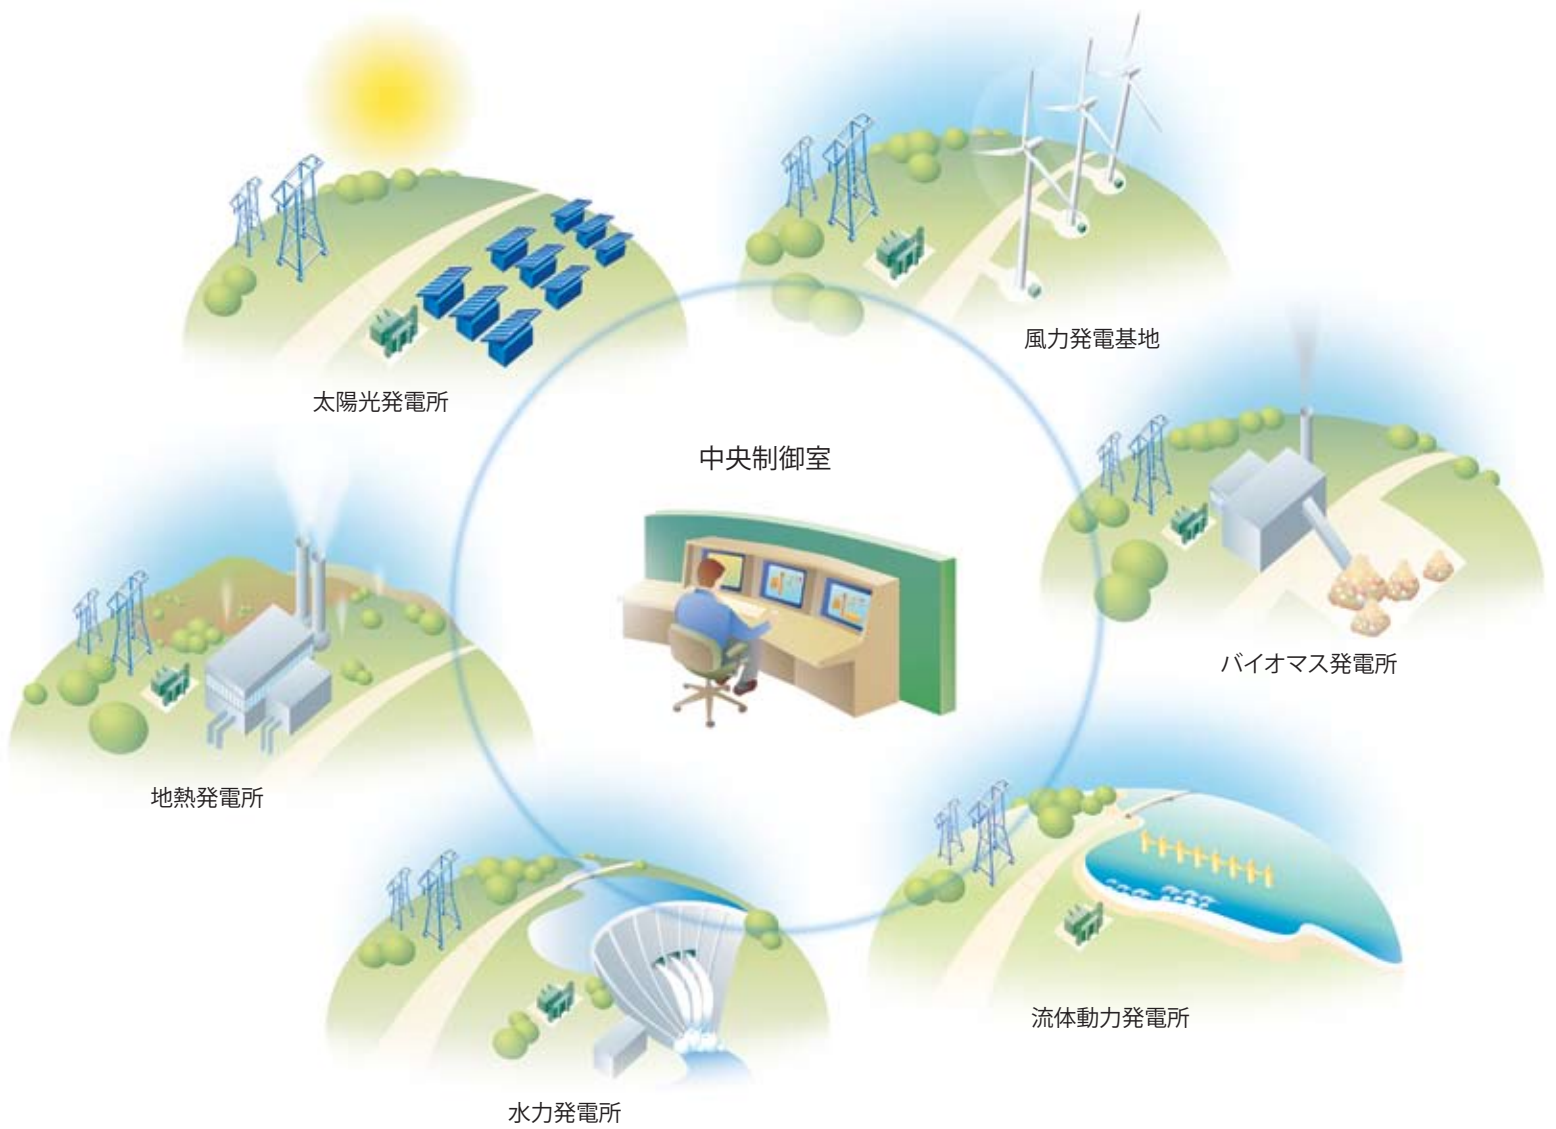 風力発電基地
太陽光発電所
中央制御室
バイオマス発電所
地熱発電所
流体動力発電所
水力発電所